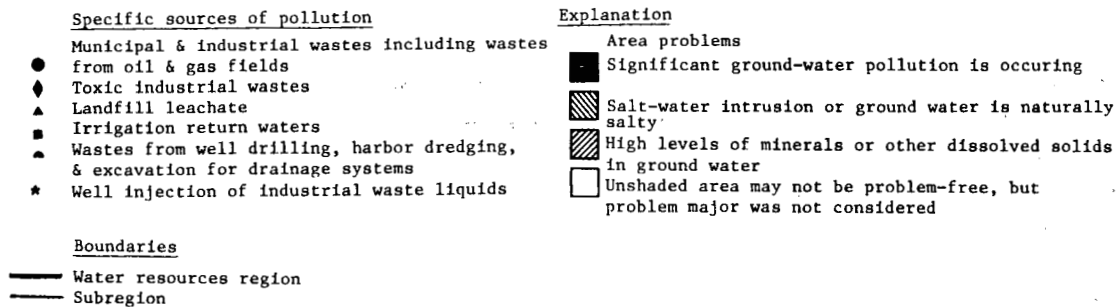 Specific sources of pollution
Municipal & industrial wastes including wastes
from oil & gas fields
Toxic industrial wastes
Landfill leachate
Irrigation return waters
Wastes from well drilling, harbor dredging,
& excavation for drainage systems
Well injection of industrial waste liquids
Boundaries
Water resources region
Subregion
Explanation
Area problems
Significant ground-water pollution is occuring
Salt-water intrusion or ground water is naturally
salty
High levels of minerals or other dissolved solids
in ground water
Unshaded area may not be problem-free, but
problem major was not considered